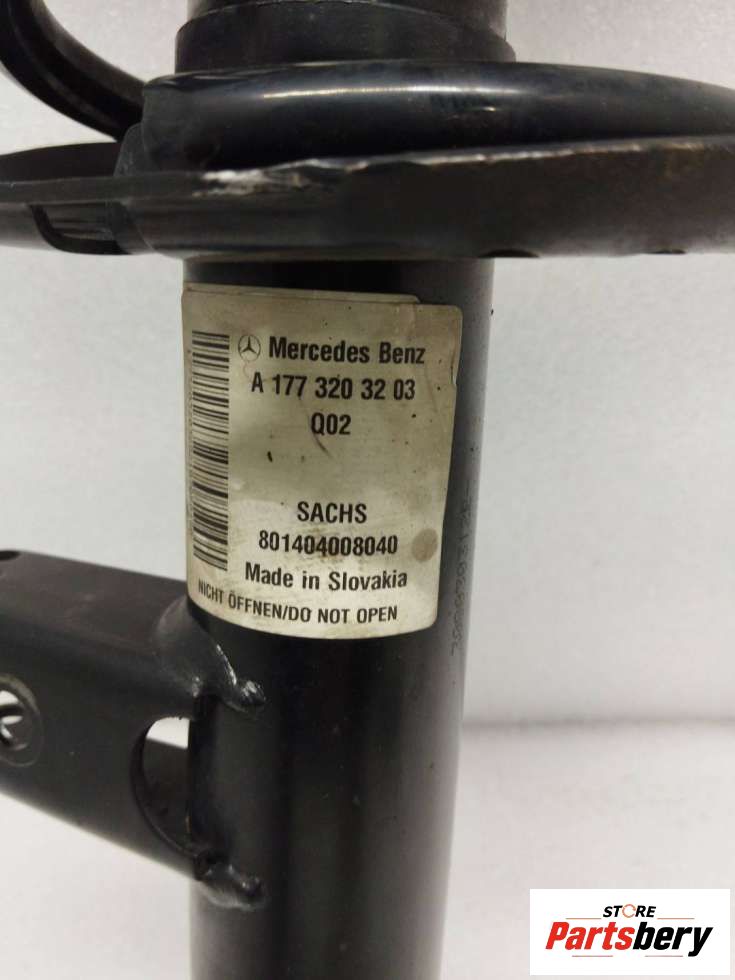 Mercedes Benz
A 177 320 32 03
Q02
SACHS
801404008040
Made in Slovakia
NICHT ÖFFNEN/DO NOT OPEN
STORE
Partsbery